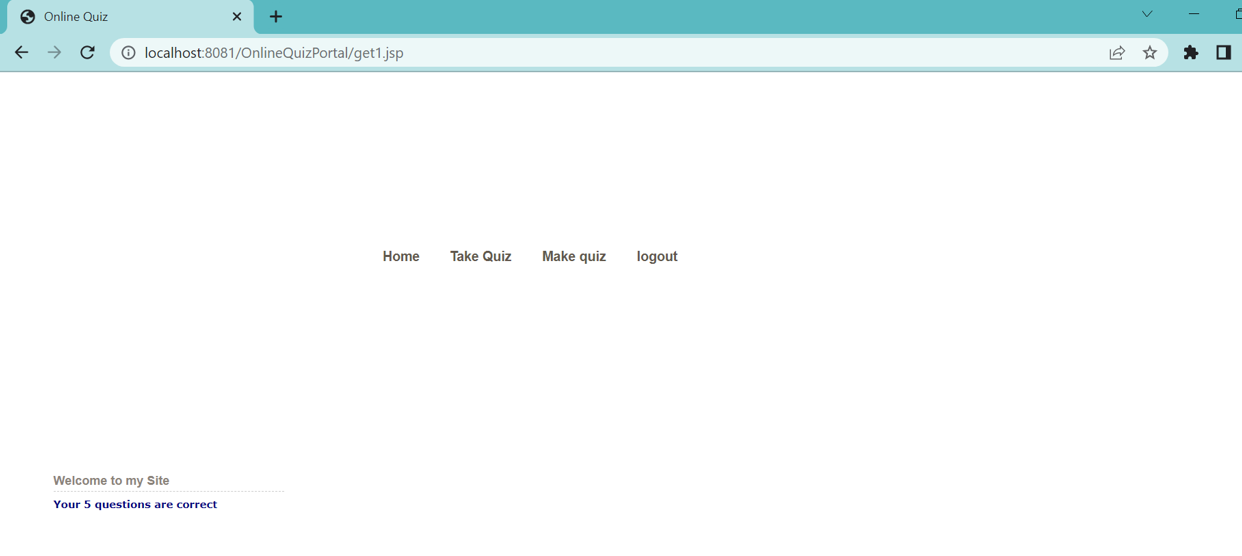 Online Quiz
localhost:8081/OnlineQuizPortal/get1.jsp
Home Take Quiz Make quiz logout
Welcome to my Site
Your 5 questions are correct